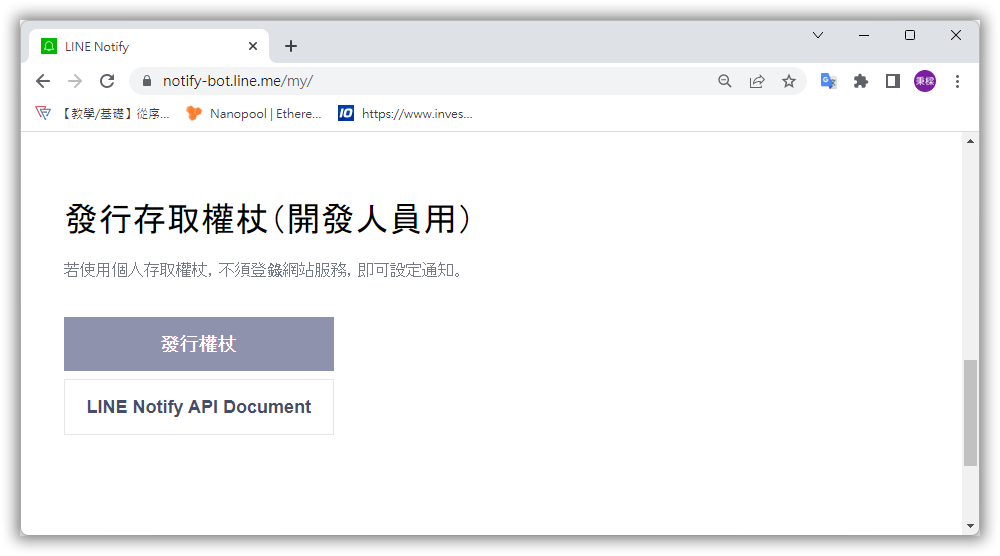 LINE Notify
notify-bot.line.me/my/
秉樑
【教學/基礎】從序...
Nanopool | Ethere...
IO
https://www.inves...
發行存取權杖（開發人員用）
若使用個人存取權杖，不須登錄網站服務，即可設定通知。
發行權杖
LINE Notify API Document